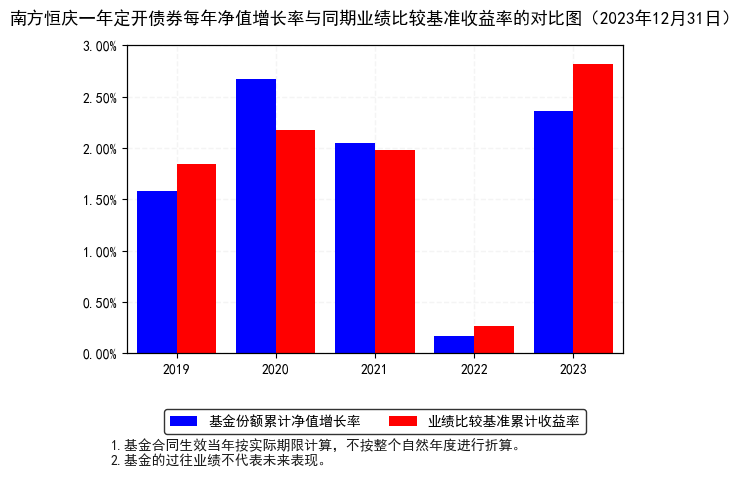 南方恒庆一年定开债券每年净值增长率与同期业绩比较基准收益率的对比图（2023年12月31日）
3.00%
2.50%
2.00%
1.50%
1.00%
0.50%
0.00%
2019 2020 2021 2022 2023
基金份额累计净值增长率 业绩比较基准累计收益率
1.基金合同生效当年按实际期限计算，不按整个自然年度进行折算。
2.基金的过往业绩不代表未来表现。